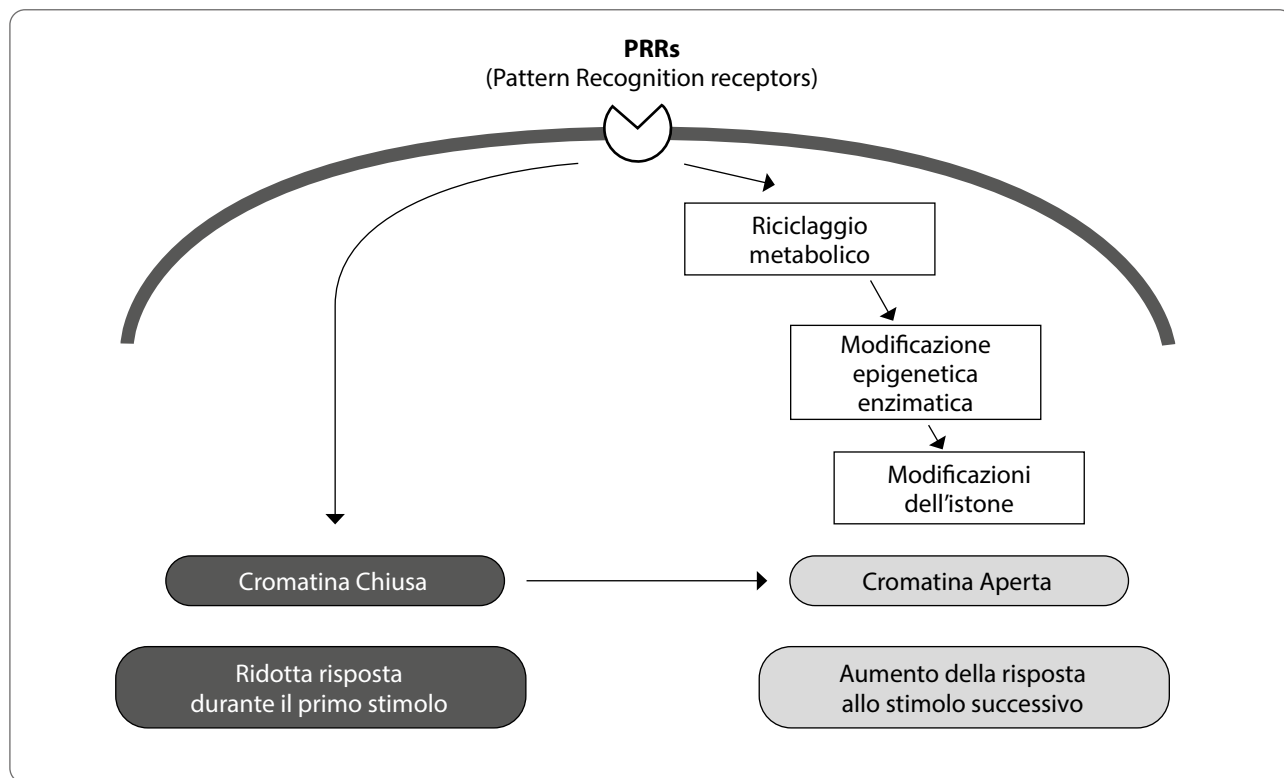 PRRs
(Pattern Recognition receptors)
Riciclaggio
metabolico
Modificazione
epigenetica
enzimatica
Modificazioni
dell'istone
Cromatina Chiusa
Cromatina Aperta
Ridotta risposta
durante il primo stimolo
Aumento della risposta
allo stimolo successivo